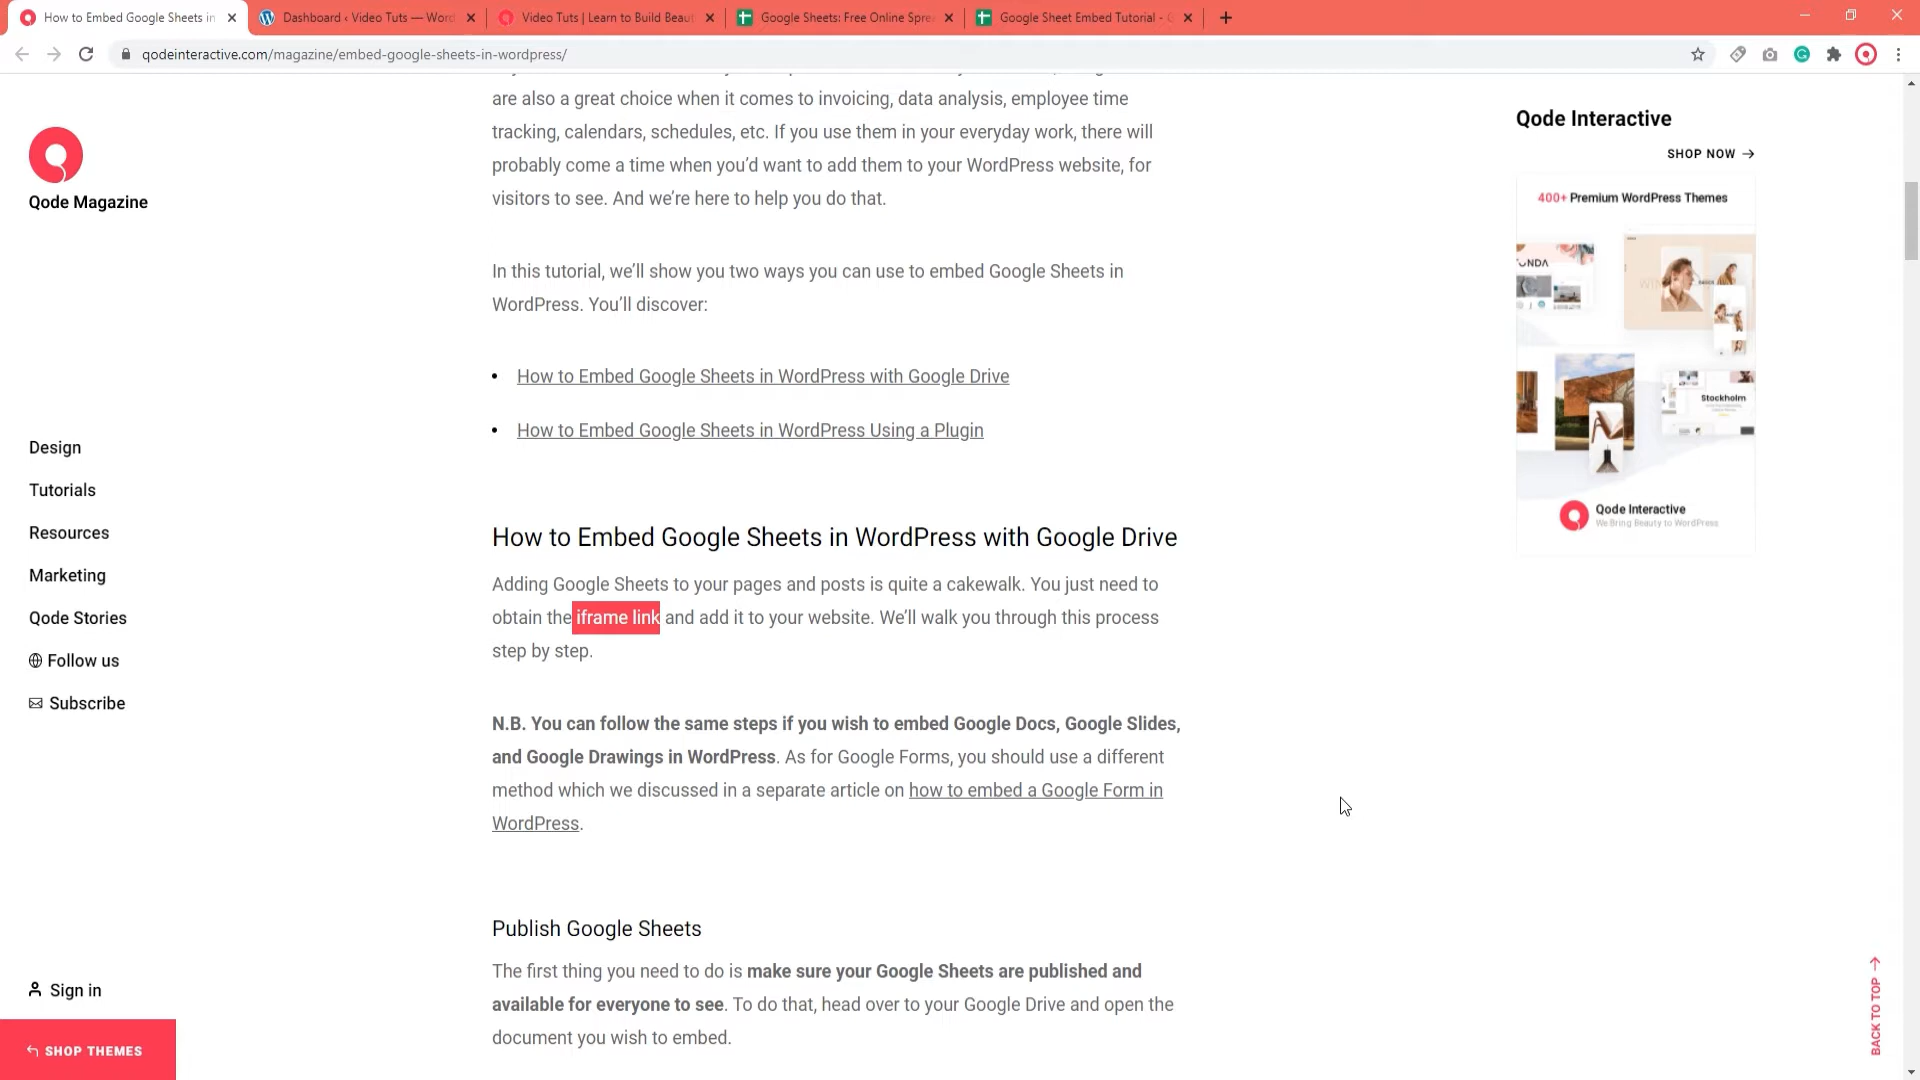 How to Embed Google Sheets in
Dashboard ‹ Video Tuts — Word
Video Tuts | Learn to Build Beaut
Google Sheets: Free Online Spre
Google Sheet Embed Tutorial - G
qodeinteractive.com/magazine/embed-google-sheets-in-wordpress/
Qode Magazine
Design
Tutorials
Resources
Marketing
Qode Stories
Follow us
Subscribe
Sign in
SHOP THEMES
are also a great choice when it comes to invoicing, data analysis, employee time
tracking, calendars, schedules, etc. If you use them in your everyday work, there will
probably come a time when you’d want to add them to your WordPress website, for
visitors to see. And we’re here to help you do that.
In this tutorial, we’ll show you two ways you can use to embed Google Sheets in
WordPress. You’ll discover:
• How to Embed Google Sheets in WordPress with Google Drive
• How to Embed Google Sheets in WordPress Using a Plugin
How to Embed Google Sheets in WordPress with Google Drive
Adding Google Sheets to your pages and posts is quite a cakewalk. You just need to
obtain the iframe link and add it to your website. We’ll walk you through this process
step by step.
N.B. You can follow the same steps if you wish to embed Google Docs, Google Slides,
and Google Drawings in WordPress. As for Google Forms, you should use a different
method which we discussed in a separate article on how to embed a Google Form in
WordPress.
Publish Google Sheets
The first thing you need to do is make sure your Google Sheets are published and
available for everyone to see. To do that, head over to your Google Drive and open the
document you wish to embed.
Qode Interactive
SHOP NOW →
400+ Premium WordPress Themes
Stockholm
Qode Interactive
We Bring Beauty to WordPress
BACK TO TOP